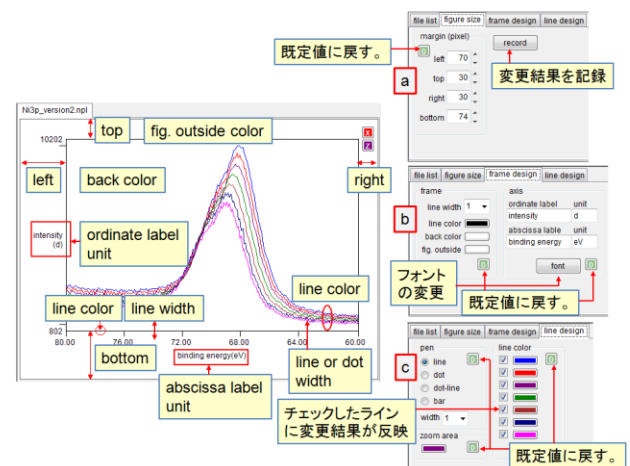 Ni3p_version2.npl
top
fig. outside color
10202
X
Z
left
back color
right
intensity
(d)
ordinate label
unit
line color
line color
line width
802
80.00
76.00
72.00
68.00
64.00
60.00
bottom
binding energy(eV)
abscissa label
unit
line or dot
width
file list
figure size
frame design
line design
margin (pixel)
record
既定値に戻す。
left
70
top
30
right
30
bottom
74
a
変更結果を記録
file list
figure size
frame design
line design
frame
axis
line width
1
ordinate label
unit
intensity
d
line color
back color
fig. outside
abscissa lable
unit
binding energy
eV
b
font
フォント
の変更
既定値に戻す。
file list
figure size
frame design
line design
pen
line color
line
dot
dot-line
bar
width
1
zoom area
c
チェックしたライン
に変更結果が反映
既定値に戻す。